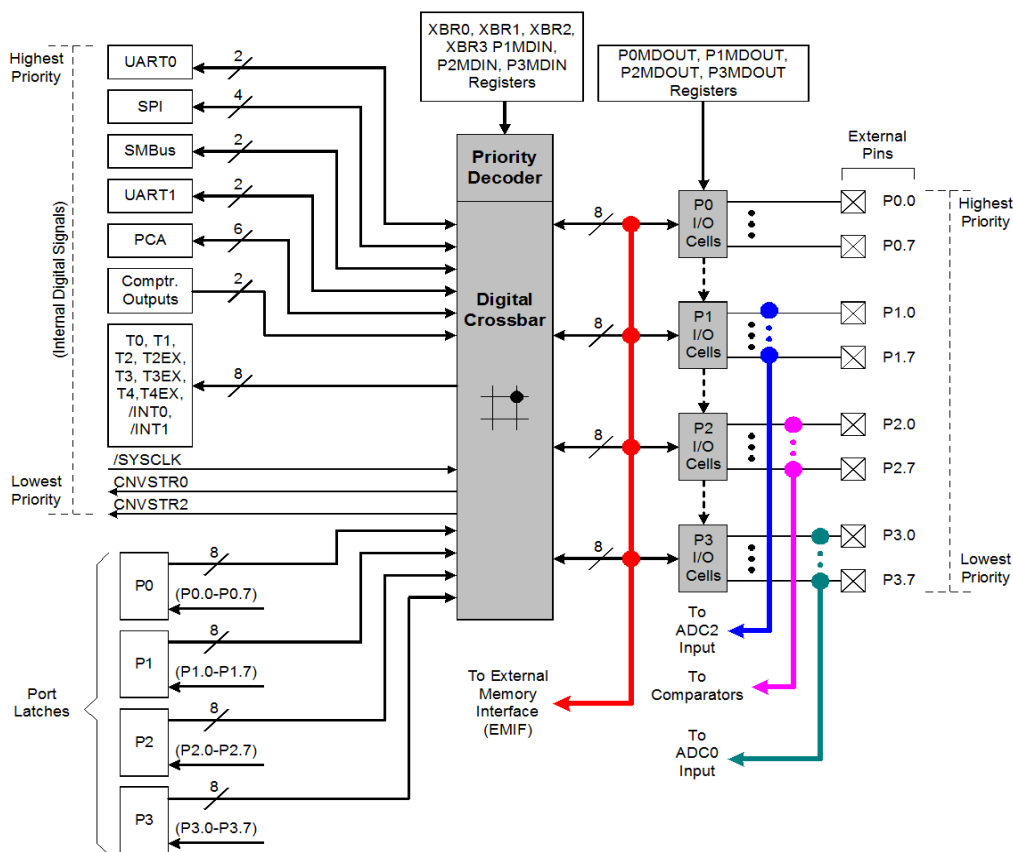 XBR0, XBR1, XBR2,
XBR3 P1MDIN,
P2MDIN, P3MDIN
Registers
P0MDOUT, P1MDOUT,
P2MDOUT, P3MDOUT
Registers
Highest
Priority
(Internal Digital Signals)
Lowest
Priority
UART0
2
SPI
4
SMBus
2
UART1
2
PCA
6
Comptr.
Outputs
2
T0, T1,
T2, T2EX,
T3, T3EX,
T4,T4EX,
/INT0,
/INT1
8
/SYSCLK
CNVSTR0
CNVSTR2
Port
Latches
P0
8
(P0.0-P0.7)
P1
8
(P1.0-P1.7)
P2
8
(P2.0-P2.7)
P3
8
(P3.0-P3.7)
Priority
Decoder
Digital
Crossbar
8
8
8
8
P0
I/O
Cells
P1
I/O
Cells
P2
I/O
Cells
P3
I/O
Cells
External
Pins
P0.0
P0.7
P1.0
P1.7
P2.0
P2.7
P3.0
P3.7
Highest
Priority
Lowest
Priority
To
ADC2
Input
To
Comparators
To
ADC0
Input
To External
Memory
Interface
(EMIF)